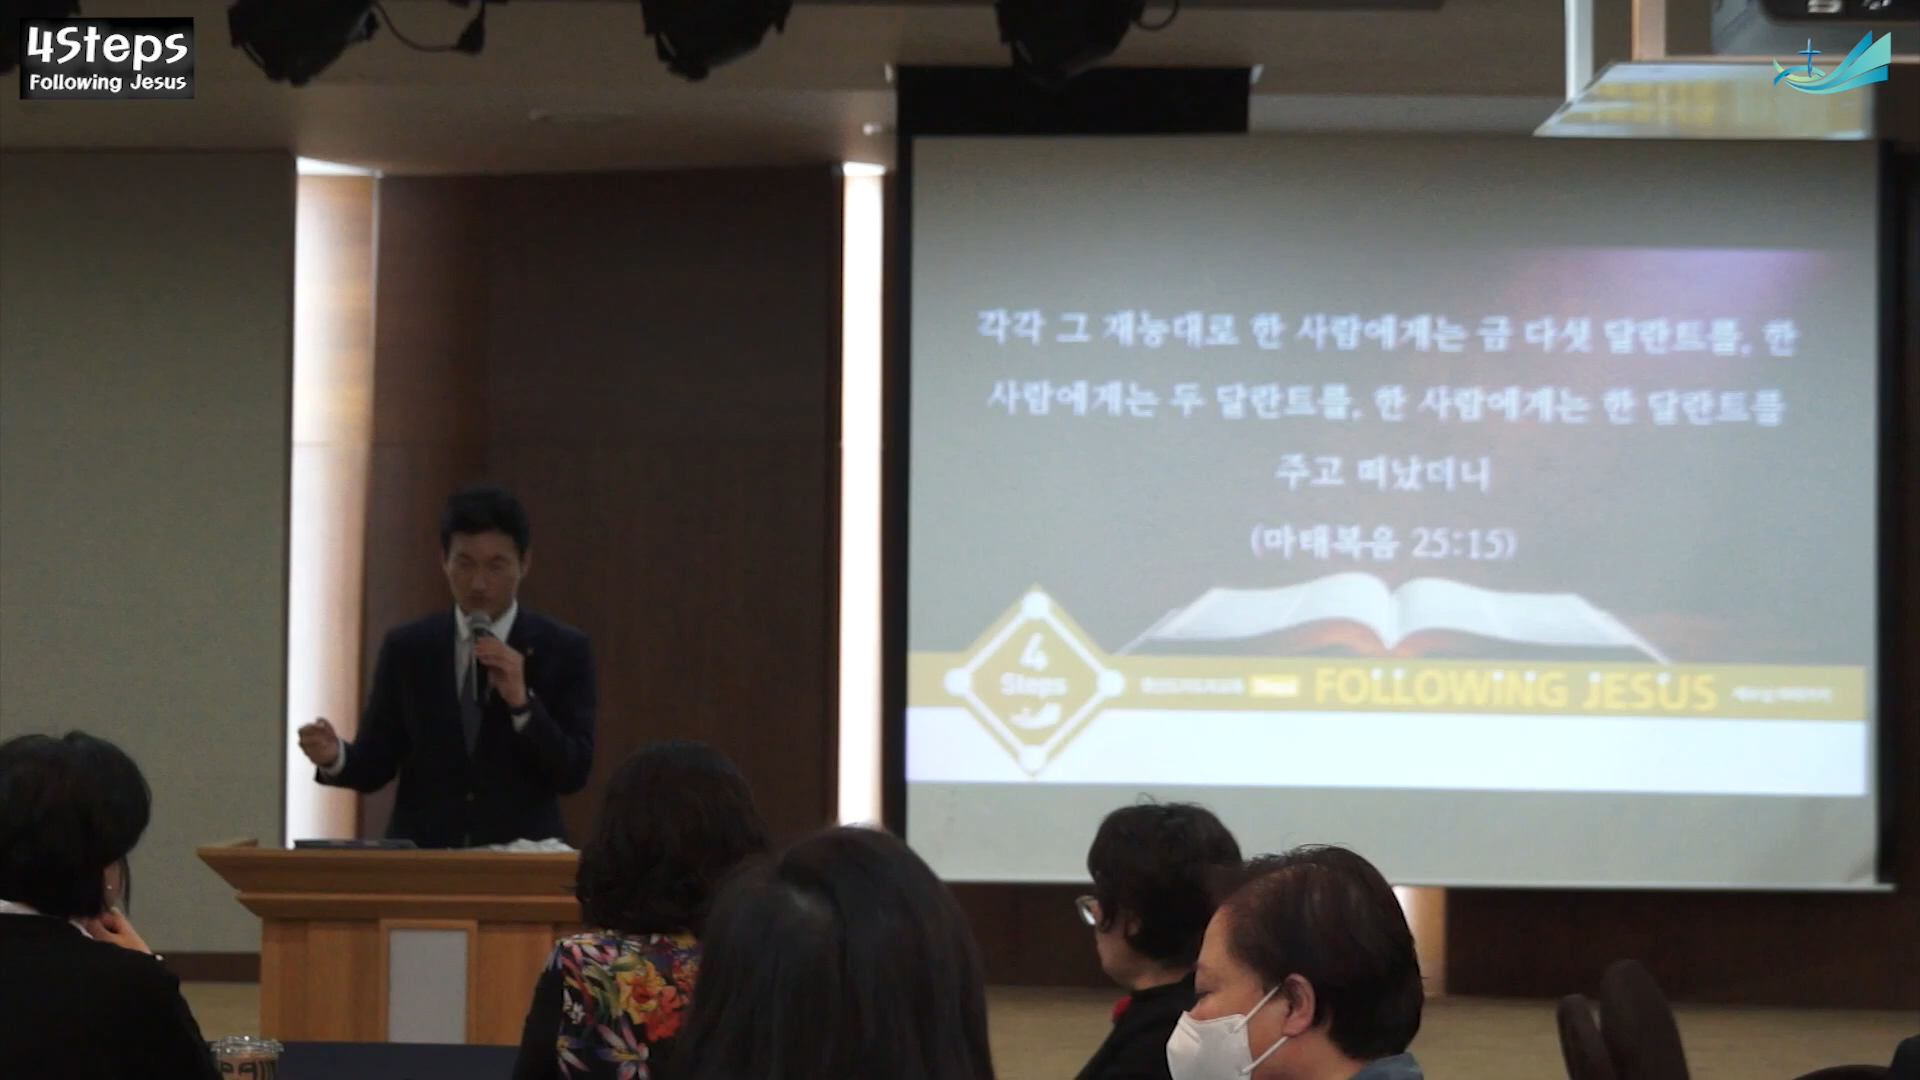 4Steps
Following Jesus
각각 그 재능대로 한 사람에게는 금 다섯 달란트를, 한
사람에게는 두 달란트를, 한 사람에게는 한 달란트를
주고 떠났더니
(마태복음 25:15)
4
Steps
FOLLOWING JESUS